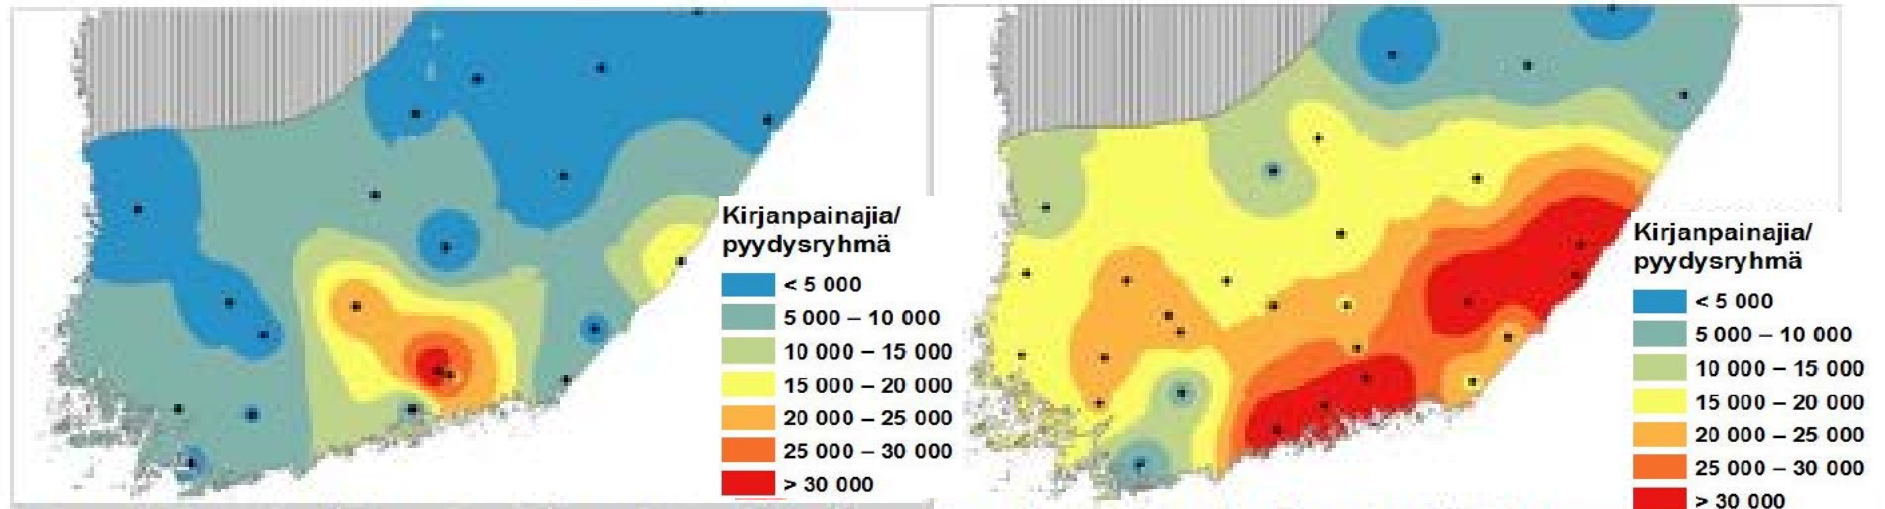 Kirjanpainajia/
pyydysryhmä
< 5 000
5 000 – 10 000
10 000 – 15 000
15 000 – 20 000
20 000 – 25 000
25 000 – 30 000
> 30 000
Kirjanpainajia/
pyydysryhmä
< 5 000
5 000 – 10 000
10 000 – 15 000
15 000 – 20 000
20 000 – 25 000
25 000 – 30 000
> 30 000